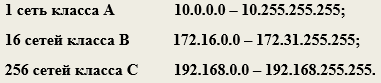 1 сеть класса А 10.0.0.0 – 10.255.255.255;
16 сетей класса В 172.16.0.0 – 172.31.255.255;
256 сетей класса С 192.168.0.0 – 192.168.255.255.